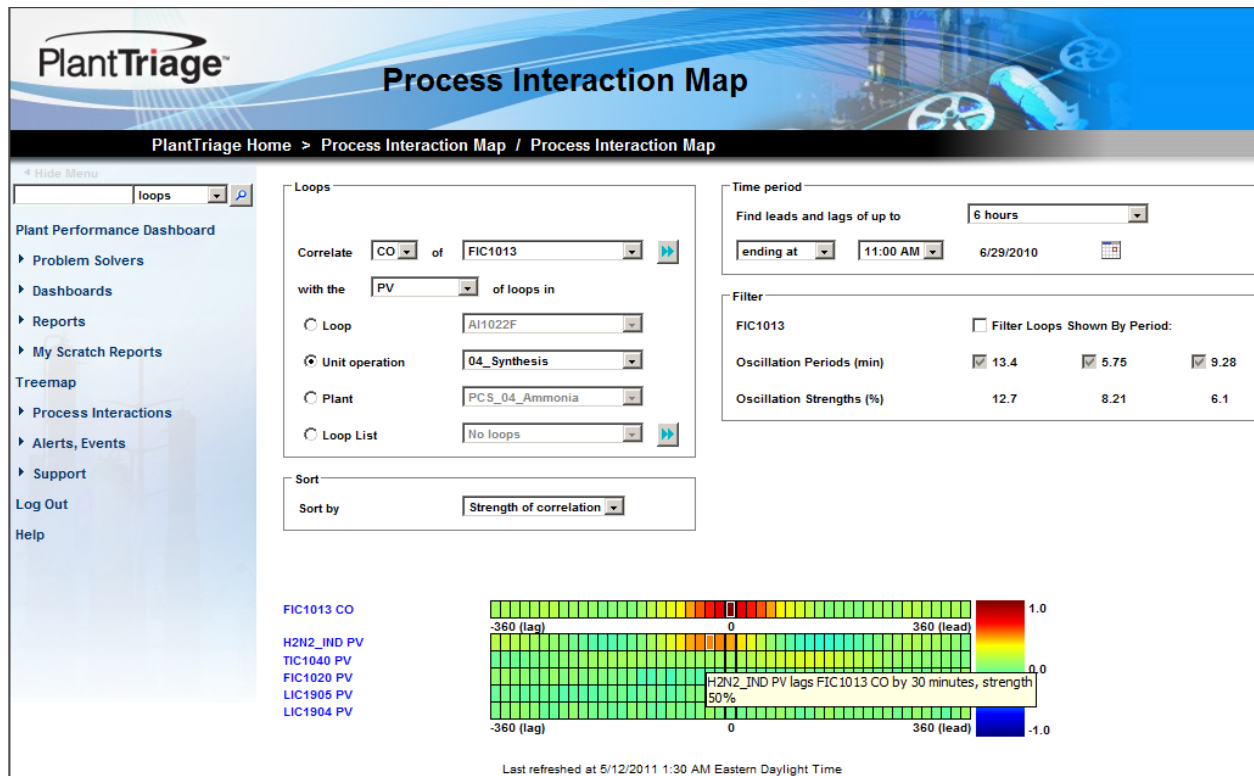 PlantTriage™
Process Interaction Map
PlantTriage Home > Process Interaction Map / Process Interaction Map
Hide Menu
loops
Plant Performance Dashboard
Problem Solvers
Dashboards
Reports
My Scratch Reports
Treemap
Process Interactions
Alerts, Events
Support
Log Out
Help
Loops
Correlate CO of FIC1013
with the PV of loops in
Loop AI1022F
Unit operation 04_Synthesis
Plant PCS_04_Ammonia
Loop List No loops
Sort
Sort by Strength of correlation
Time period
Find leads and lags of up to 6 hours
ending at 11:00 AM 6/29/2010
Filter
FIC1013 Filter Loops Shown By Period:
Oscillation Periods (min) 13.4 5.75 9.28
Oscillation Strengths (%) 12.7 8.21 6.1
FIC1013 CO
-360 (lag) 0 360 (lead)
H2N2_IND PV
TIC1040 PV
FIC1020 PV
LIC1905 PV
LIC1904 PV
-360 (lag) 0 360 (lead)
1.0
0.0
-1.0
H2N2_IND PV lags FIC1013 CO by 30 minutes, strength
50%
Last refreshed at 5/12/2011 1:30 AM Eastern Daylight Time